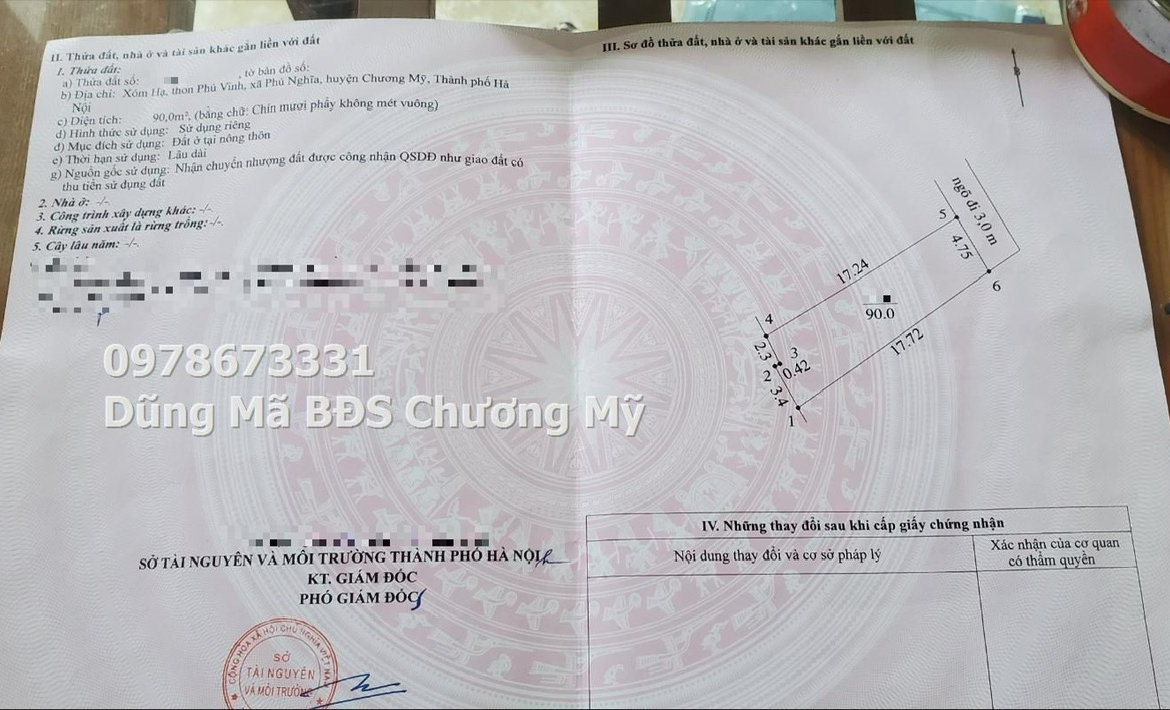 II. Thửa đất, nhà ở và tài sản khác gắn liền với đất
1. Thửa đất:
a) Thửa đất số: , tờ bản đồ số:
b) Địa chỉ: Xóm Hạ, thôn Phú Vinh, xã Phú Nghĩa, huyện Chương Mỹ, Thành phố Hà
Nội
c) Diện tích: 90,0m², (bằng chữ: Chín mươi phẩy không mét vuông)
d) Hình thức sử dụng: Sử dụng riêng
đ) Mục đích sử dụng: Đất ở tại nông thôn
e) Thời hạn sử dụng: Lâu dài
g) Nguồn gốc sử dụng: Nhận chuyển nhượng đất được công nhận QSDĐ như giao đất có
thu tiền sử dụng đất
2. Nhà ở: -/-
3. Công trình xây dựng khác: -/-
4. Rừng sản xuất là rừng trồng: -/-.
5. Cây lâu năm: -/-.
0978673331
Dũng Mã BĐS Chương Mỹ
SỞ TÀI NGUYÊN VÀ MÔI TRƯỜNG THÀNH PHỐ HÀ NỘI
KT. GIÁM ĐỐC
PHÓ GIÁM ĐỐC
CỘNG HÒA XÃ HỘI CHỦ NGHĨA VIỆT NAM
SỞ
TÀI NGUYÊN
VÀ MÔI TRƯỜNG
III. Sơ đồ thửa đất, nhà ở và tài sản khác gắn liền với đất
B
ngõ đi 3,0 m
5
4.75
6
17.24
90.0
17.72
4
2.3
3
0.42
2
3.4
1
IV. Những thay đổi sau khi cấp giấy chứng nhận
Nội dung thay đổi và cơ sở pháp lý
Xác nhận của cơ quan
có thẩm quyền